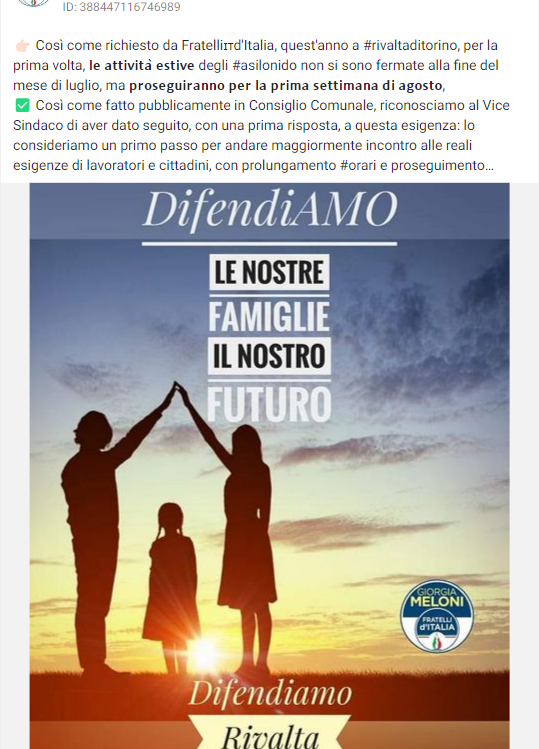 ID: 388447116746989
👉🏻 Così come richiesto da Fratelliɪᴛd'Italia, quest'anno a #rivaltaditorino, per la
prima volta, le attività estive degli #asilonido non si sono fermate alla fine del
mese di luglio, ma proseguiranno per la prima settimana di agosto,
✅ Così come fatto pubblicamente in Consiglio Comunale, riconosciamo al Vice
Sindaco di aver dato seguito, con una prima risposta, a questa esigenza: lo
consideriamo un primo passo per andare maggiormente incontro alle reali
esigenze di lavoratori e cittadini, con prolungamento #orari e proseguimento...
DifendiAMO
LE NOSTRE
FAMIGLIE
IL NOSTRO
FUTURO
GIORGIA
MELONI
FRATELLI
d'ITALIA
Difendiamo
Rivalta